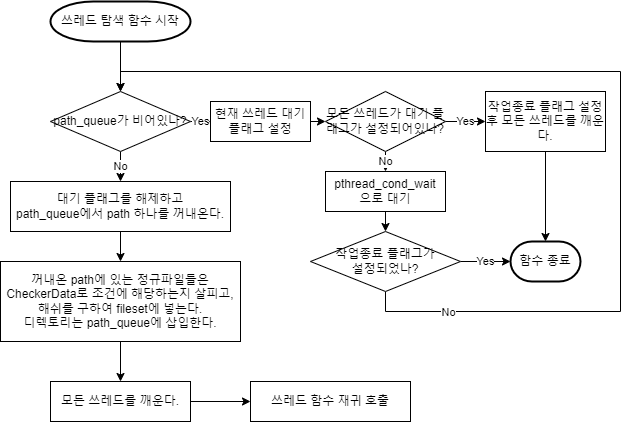 쓰레드 탐색 함수 시작
path_queue가 비어있나?
Yes
현재 쓰레드 대기
플래그 설정
모든 쓰레드가 대기 플
래그가 설정되어있나?
Yes
작업종료 플래그 설정
후 모든 쓰레드를 깨운
다.
No
No
pthread_cond_wait
으로 대기
대기 플래그를 해제하고
path_queue에서 path 하나를 꺼내온다.
작업종료 플래그가
설정되었나?
Yes
함수 종료
No
꺼내온 path에 있는 정규파일들은
CheckerData로 조건에 해당하는지 살피고,
해쉬를 구하여 fileset에 넣는다.
디렉토리는 path_queue에 삽입한다.
모든 쓰레드를 깨운다.
쓰레드 함수 재귀 호출